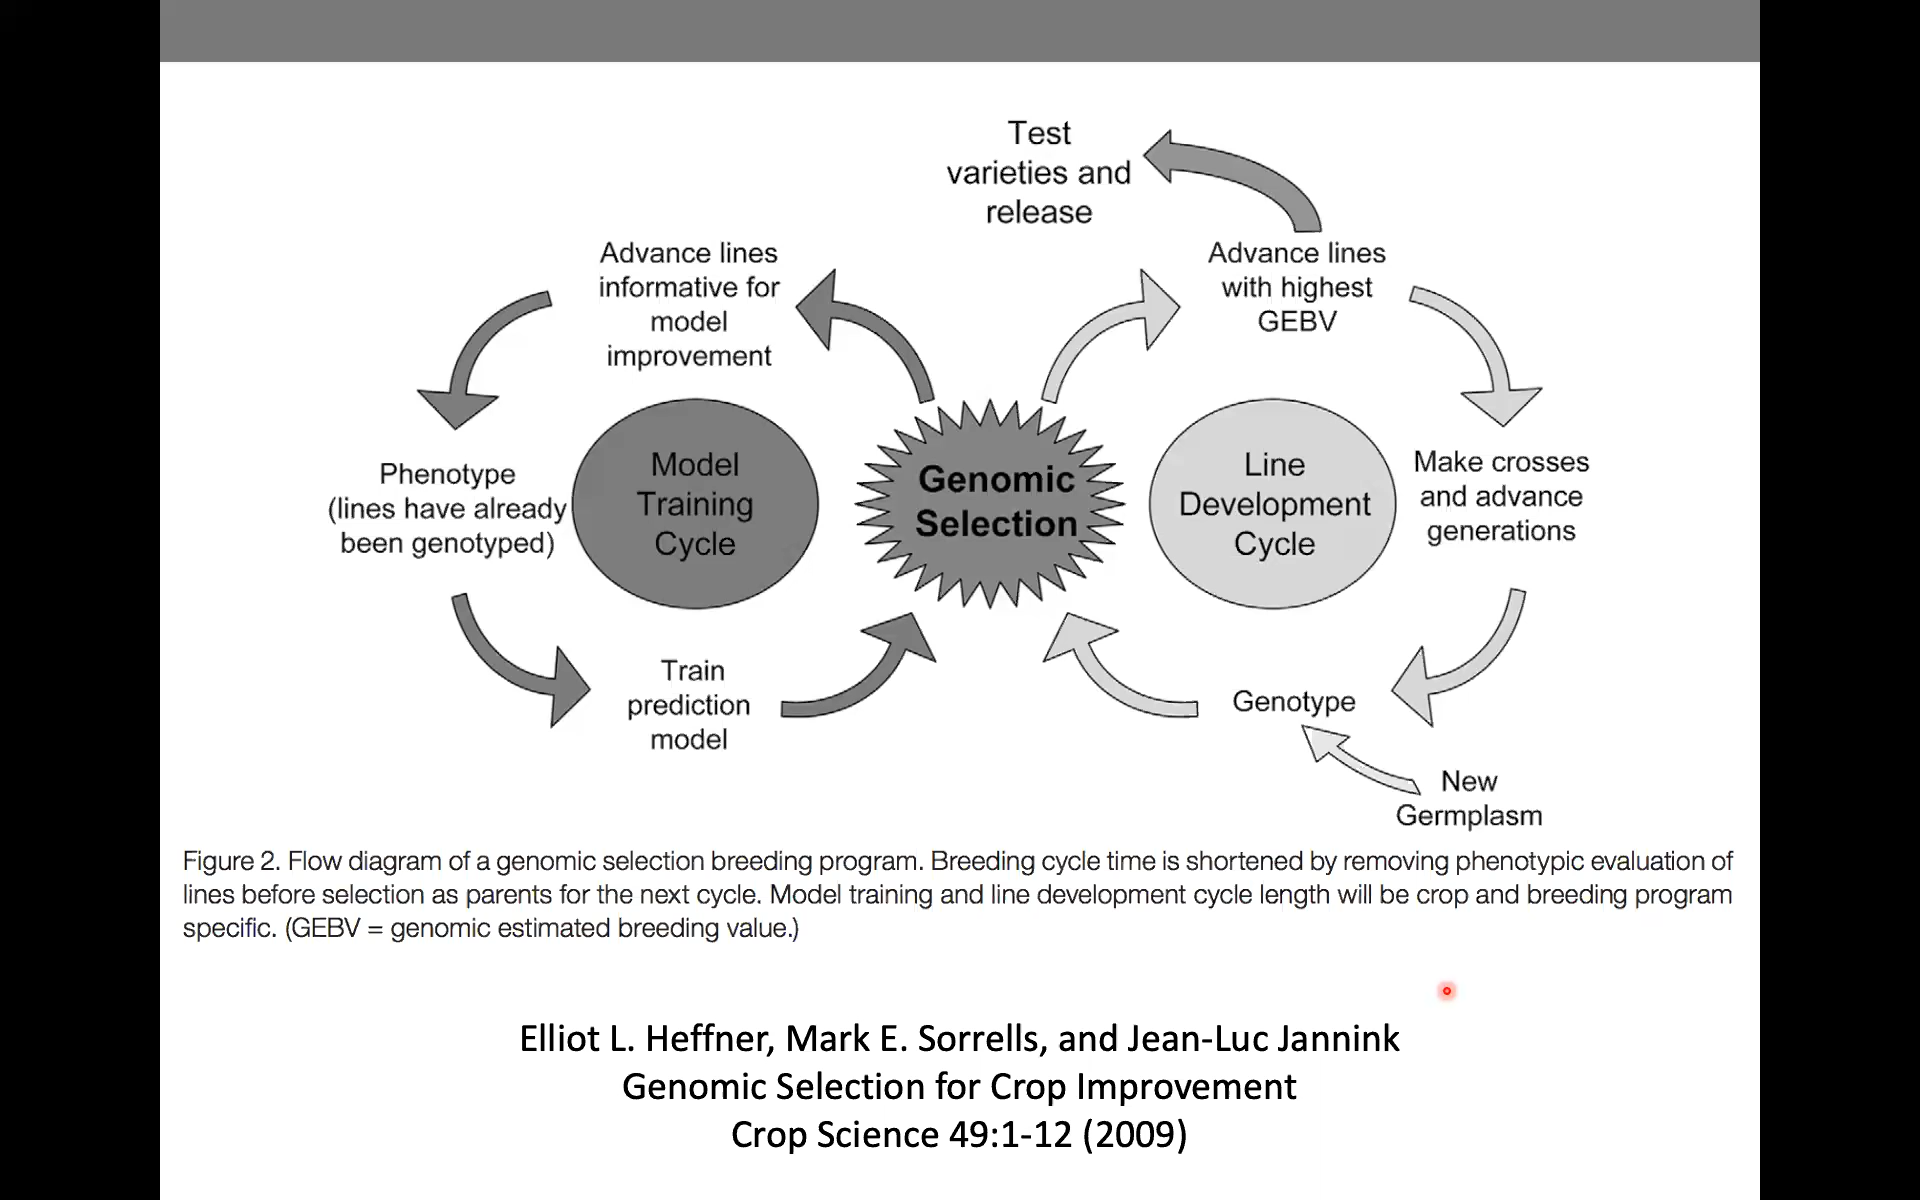 Test
varieties and
release
Advance lines
informative for
model
improvement
Advance lines
with highest
GEBV
Phenotype
(lines have already
been genotyped)
Model
Training
Cycle
Genomic
Selection
Line
Development
Cycle
Make crosses
and advance
generations
Train
prediction
model
Genotype
New
Germplasm
Figure 2. Flow diagram of a genomic selection breeding program. Breeding cycle time is shortened by removing phenotypic evaluation of
lines before selection as parents for the next cycle. Model training and line development cycle length will be crop and breeding program
specific. (GEBV = genomic estimated breeding value.)
Elliot L. Heffner, Mark E. Sorrells, and Jean-Luc Jannink
Genomic Selection for Crop Improvement
Crop Science 49:1-12 (2009)